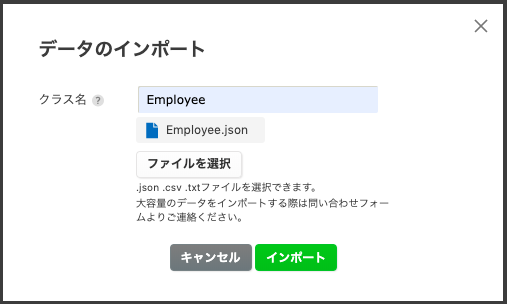 データのインポート
クラス名 ?
Employee
Employee.json
ファイルを選択
.json .csv .txtファイルを選択できます。
大容量のデータをインポートする際は問い合わせフォー
ムよりご連絡ください。
キャンセル インポート